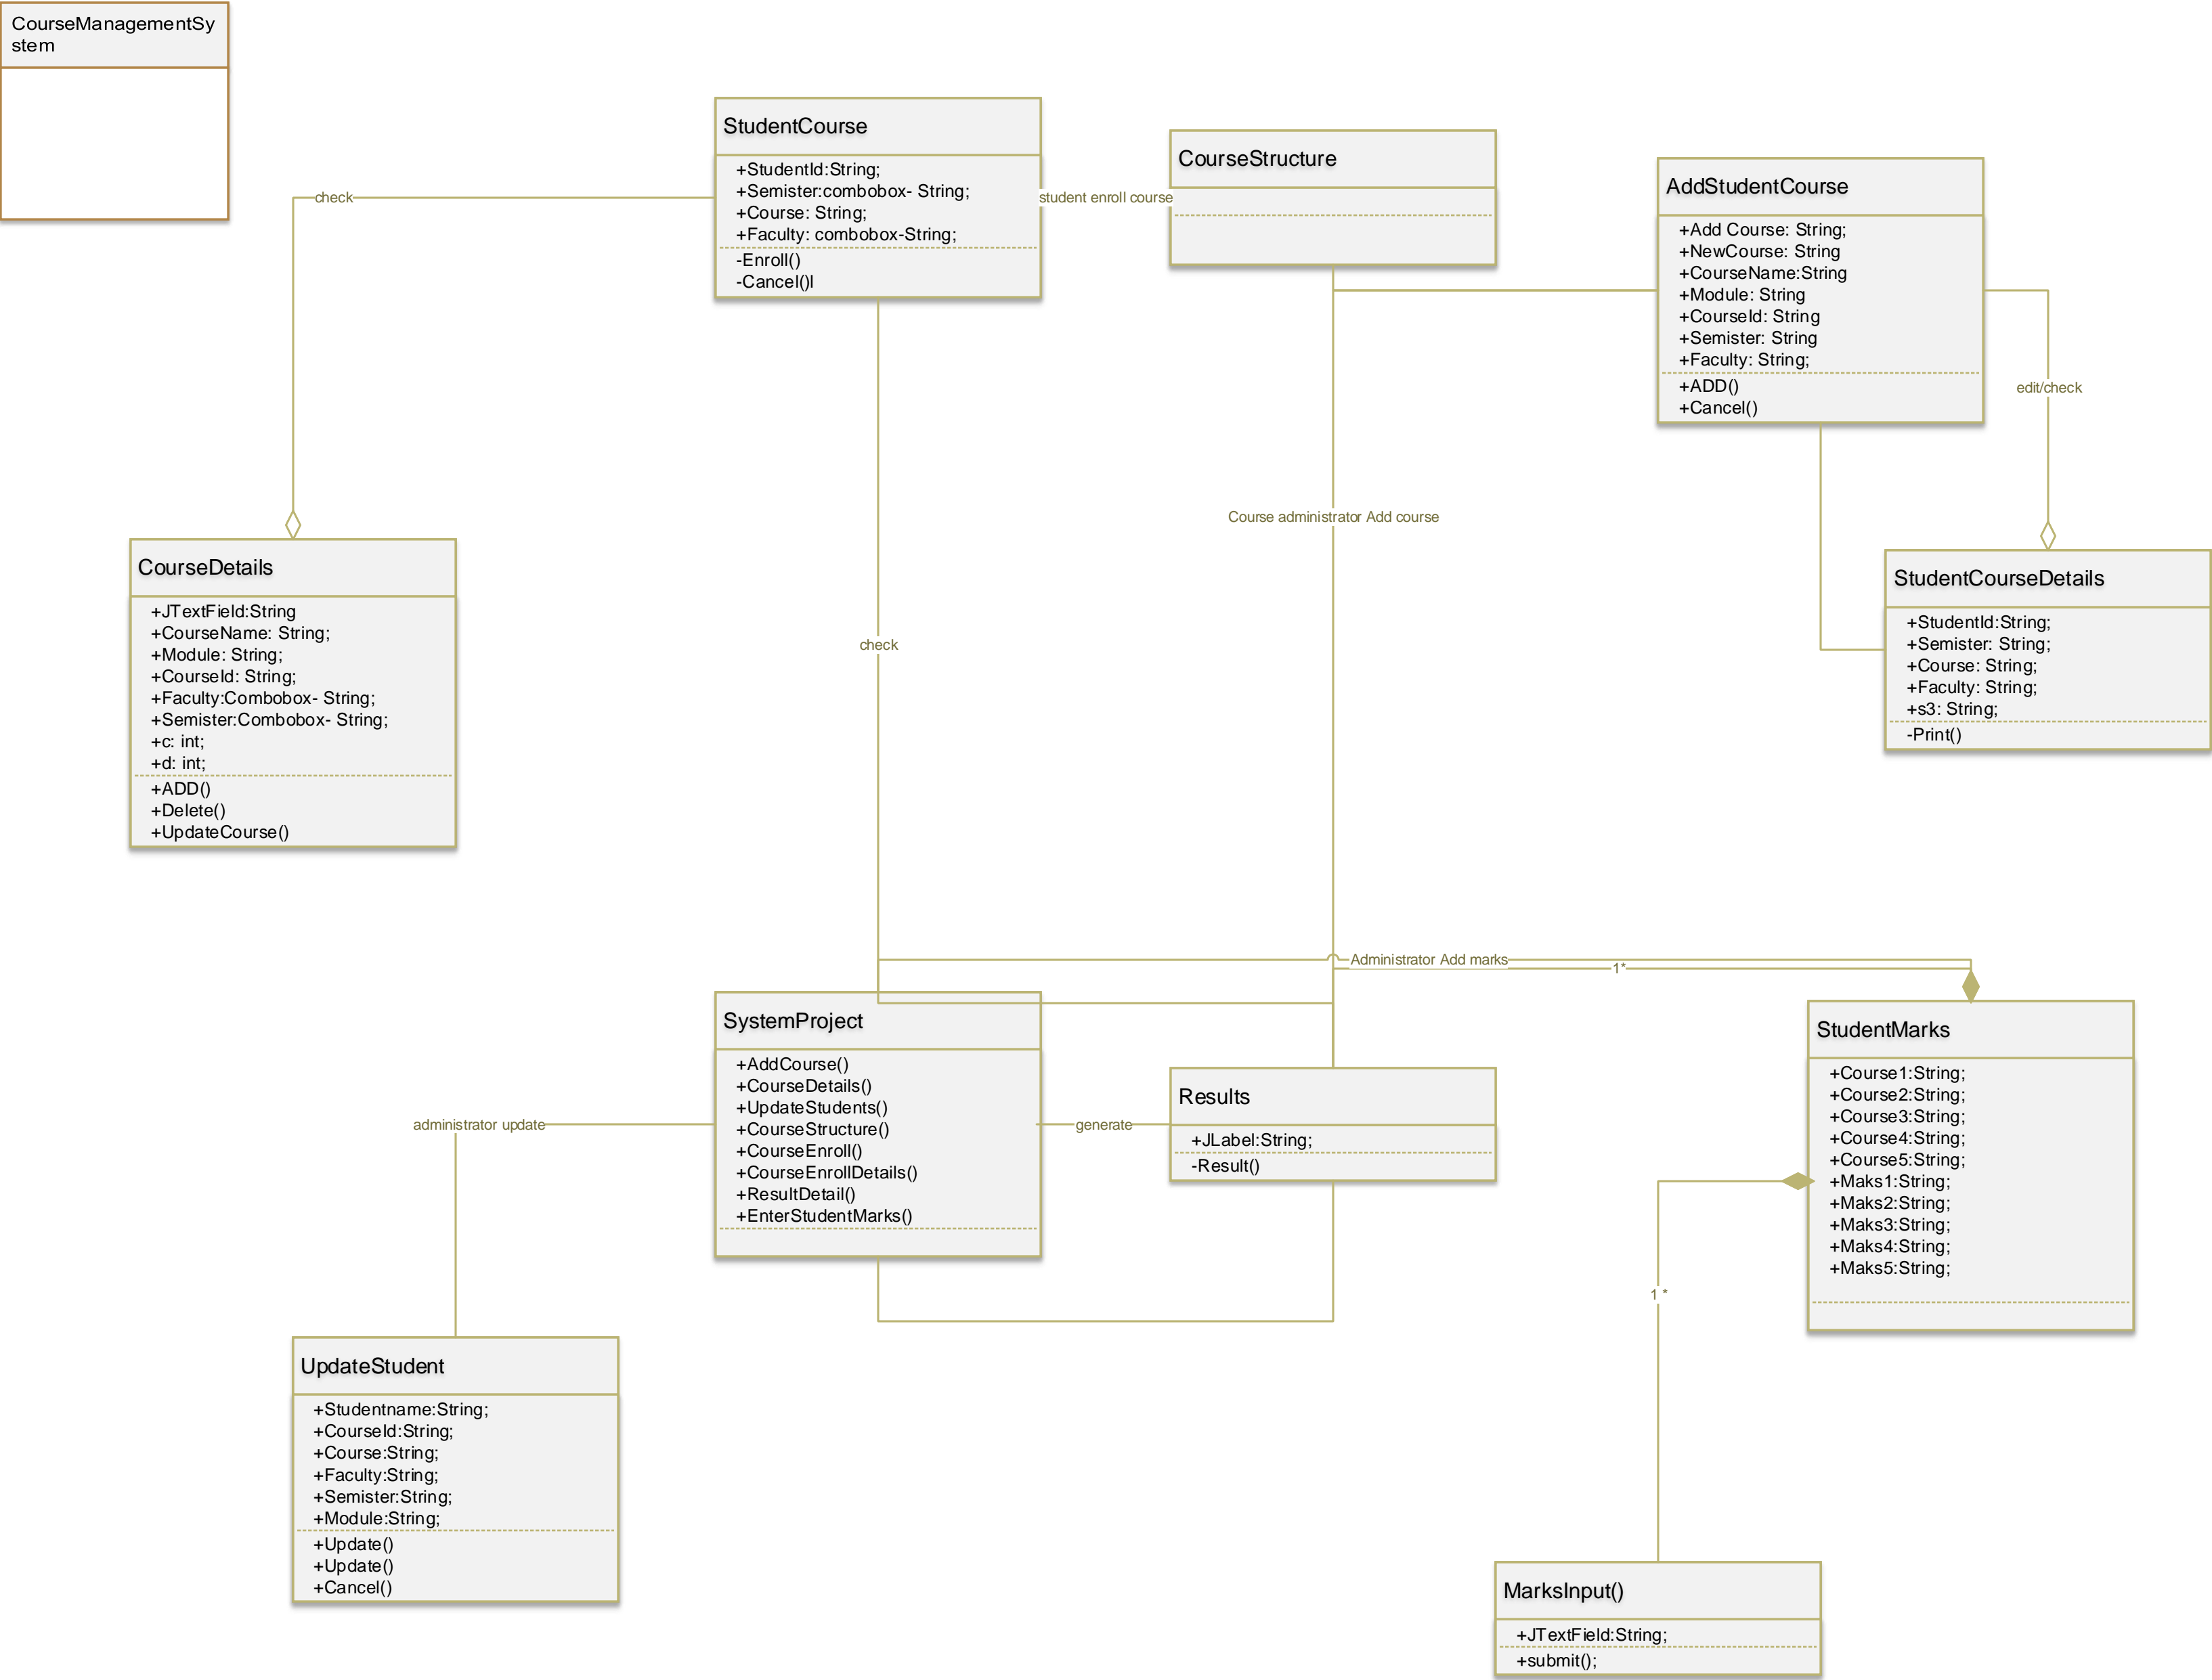 CourseManagementSy
stem
StudentCourse
+StudentId:String;
+Semister:combobox- String;
+Course: String;
+Faculty: combobox-String;
-Enroll()
-Cancel()l
student enroll course
CourseStructure
AddStudentCourse
+Add Course: String;
+NewCourse: String
+CourseName:String
+Module: String
+CourseId: String
+Semister: String
+Faculty: String;
+ADD()
+Cancel()
check
edit/check
Course administrator Add course
CourseDetails
+JTextField:String
+CourseName: String;
+Module: String;
+CourseId: String;
+Faculty:Combobox- String;
+Semister:Combobox- String;
+c: int;
+d: int;
+ADD()
+Delete()
+UpdateCourse()
check
StudentCourseDetails
+StudentId:String;
+Semister: String;
+Course: String;
+Faculty: String;
+s3: String;
-Print()
Administrator Add marks
1*
SystemProject
+AddCourse()
+CourseDetails()
+UpdateStudents()
+CourseStructure()
+CourseEnroll()
+CourseEnrollDetails()
+ResultDetail()
+EnterStudentMarks()
administrator update
generate
Results
+JLabel:String;
-Result()
StudentMarks
+Course1:String;
+Course2:String;
+Course3:String;
+Course4:String;
+Course5:String;
+Maks1:String;
+Maks2:String;
+Maks3:String;
+Maks4:String;
+Maks5:String;
1 *
UpdateStudent
+Studentname:String;
+CourseId:String;
+Course:String;
+Faculty:String;
+Semister:String;
+Module:String;
+Update()
+Update()
+Cancel()
MarksInput()
+JTextField:String;
+submit();